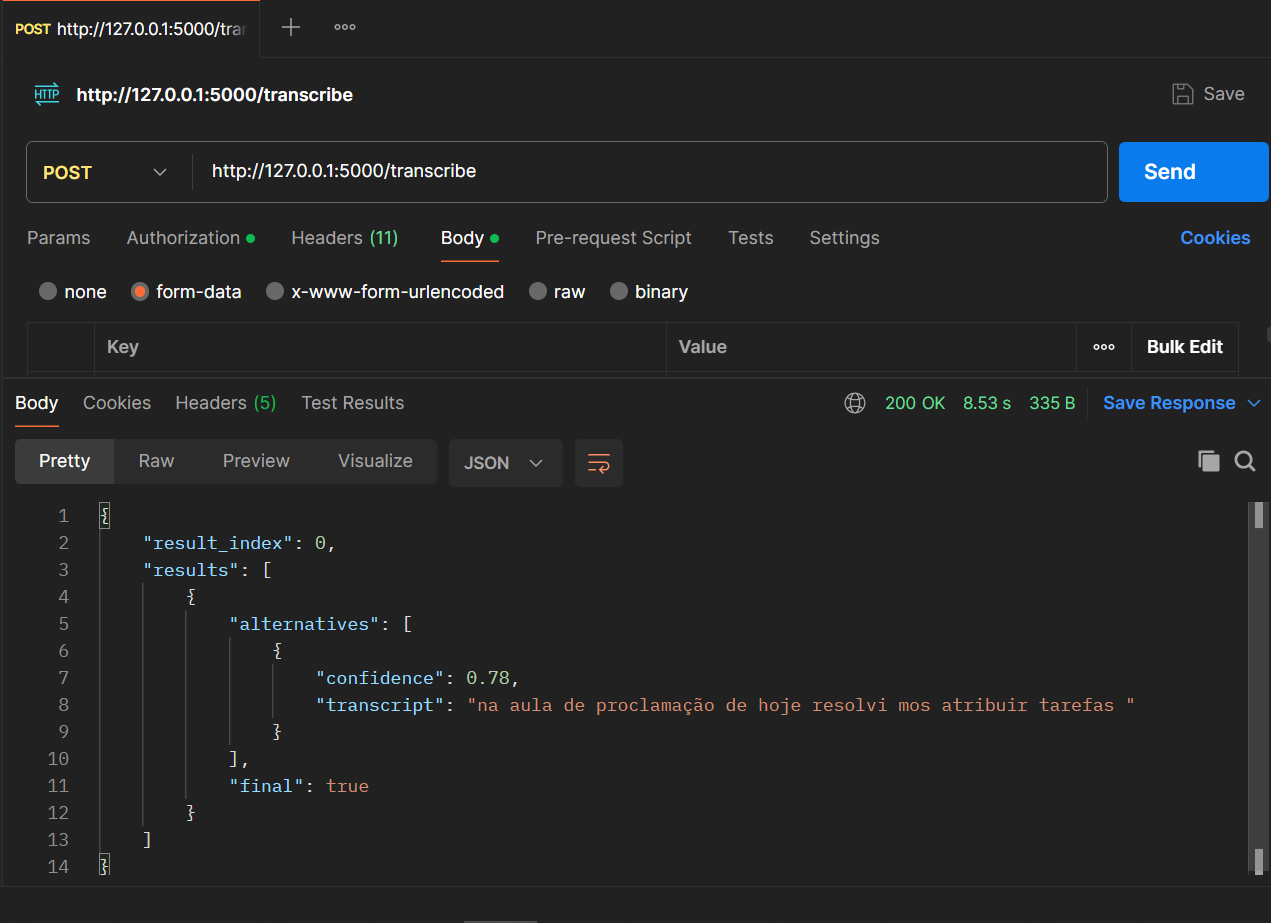 POST http://127.0.0.1:5000/tra
HTTP http://127.0.0.1:5000/transcribe
Save
POST http://127.0.0.1:5000/transcribe Send
Params Authorization Headers (11) Body Pre-request Script Tests Settings Cookies
none form-data x-www-form-urlencoded raw binary
Key Value Bulk Edit
Body Cookies Headers (5) Test Results 200 OK 8.53 s 335 B Save Response
Pretty Raw Preview Visualize JSON
1 {
2 "result_index": 0,
3 "results": [
4 {
5 "alternatives": [
6 {
7 "confidence": 0.78,
8 "transcript": "na aula de proclamação de hoje resolvi mos atribuir tarefas "
9 }
10 ],
11 "final": true
12 }
13 ]
14 }